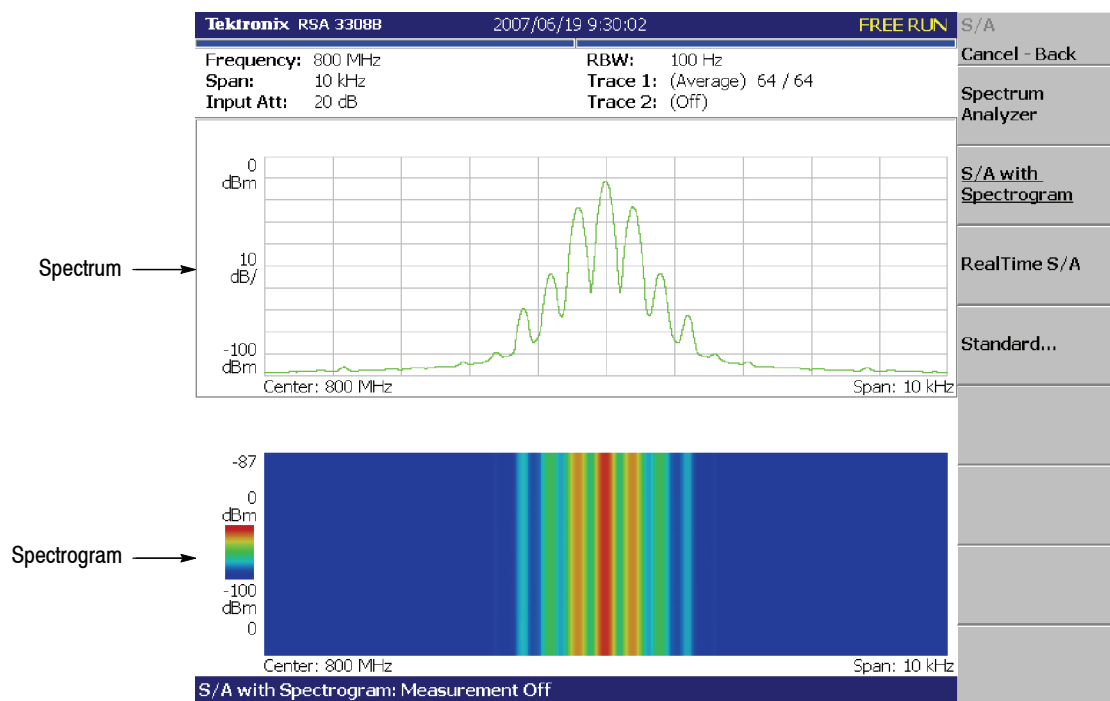 Tektronix RSA 3308B 2007/06/19 9:30:02 FREE RUN
Frequency: 800 MHz RBW: 100 Hz
Span: 10 kHz Trace 1: (Average) 64 / 64
Input Att: 20 dB Trace 2: (Off)
0
dBm
Spectrum
10
dB/
-100
dBm
Center: 800 MHz Span: 10 kHz
-87
0
dBm
Spectrogram
-100
dBm
0
Center: 800 MHz Span: 10 kHz
S/A with Spectrogram: Measurement Off
S/A
Cancel - Back
Spectrum
Analyzer
S/A with
Spectrogram
RealTime S/A
Standard...